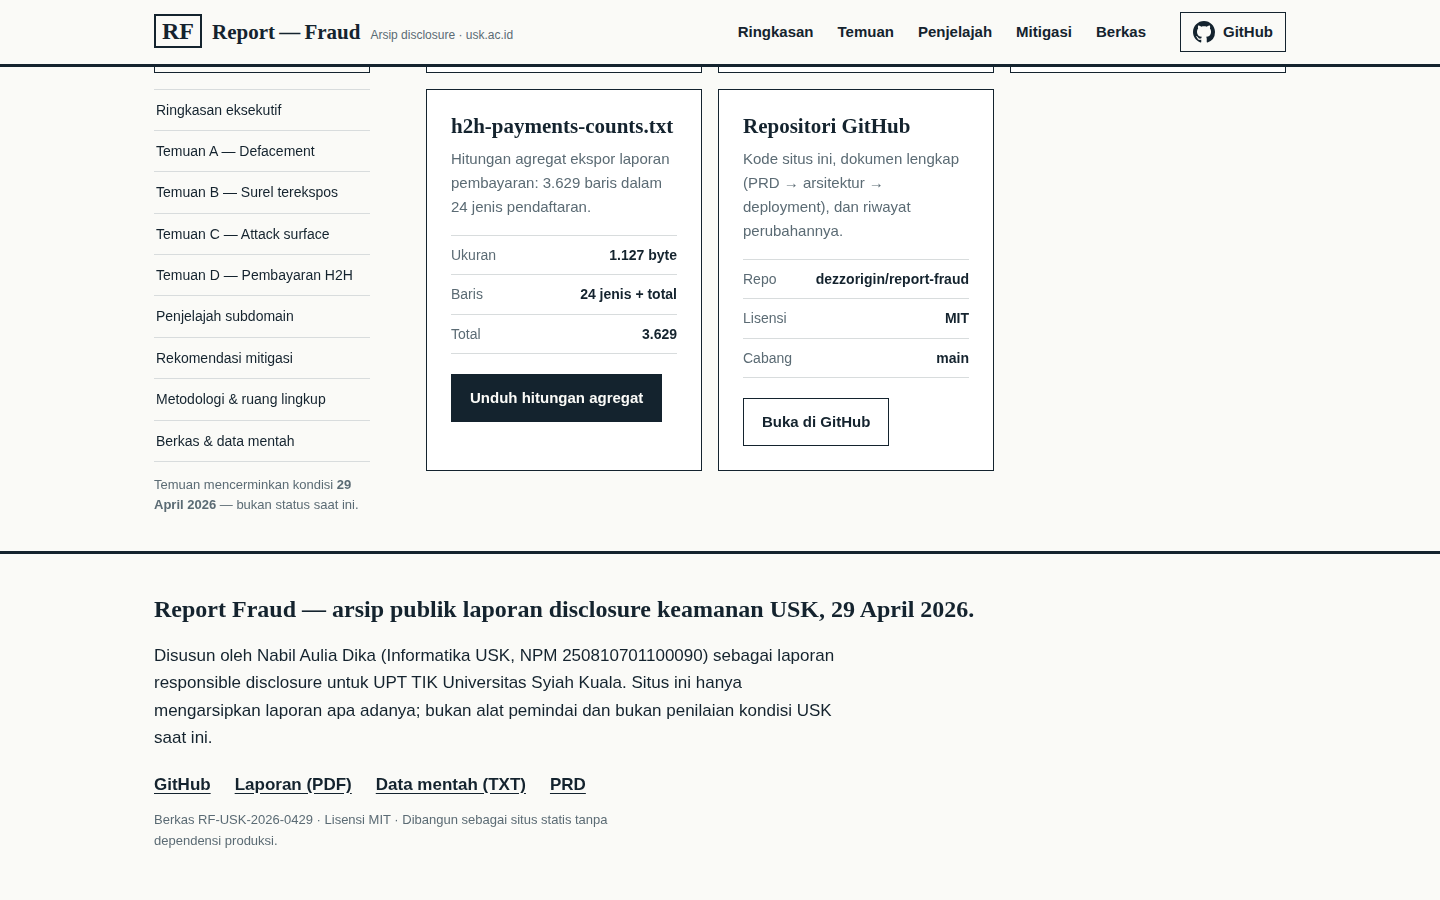 RF Report — Fraud Arsip disclosure · usk.ac.id
Ringkasan Temuan Penjelajah Mitigasi Berkas GitHub
Ringkasan eksekutif
Temuan A — Defacement
Temuan B — Surel terekspos
Temuan C — Attack surface
Temuan D — Pembayaran H2H
Penjelajah subdomain
Rekomendasi mitigasi
Metodologi & ruang lingkup
Berkas & data mentah
Temuan mencerminkan kondisi 29
April 2026 — bukan status saat ini.
h2h-payments-counts.txt
Hitungan agregat ekspor laporan
pembayaran: 3.629 baris dalam
24 jenis pendaftaran.
Ukuran 1.127 byte
Baris 24 jenis + total
Total 3.629
Unduh hitungan agregat
Repositori GitHub
Kode situs ini, dokumen lengkap
(PRD → arsitektur →
deployment), dan riwayat
perubahannya.
Repo dezzorigin/report-fraud
Lisensi MIT
Cabang main
Buka di GitHub
Report Fraud — arsip publik laporan disclosure keamanan USK, 29 April 2026.
Disusun oleh Nabil Aulia Dika (Informatika USK, NPM 250810701100090) sebagai laporan
responsible disclosure untuk UPT TIK Universitas Syiah Kuala. Situs ini hanya
mengarsipkan laporan apa adanya; bukan alat pemindai dan bukan penilaian kondisi USK
saat ini.
GitHub Laporan (PDF) Data mentah (TXT) PRD
Berkas RF-USK-2026-0429 · Lisensi MIT · Dibangun sebagai situs statis tanpa
dependensi produksi.